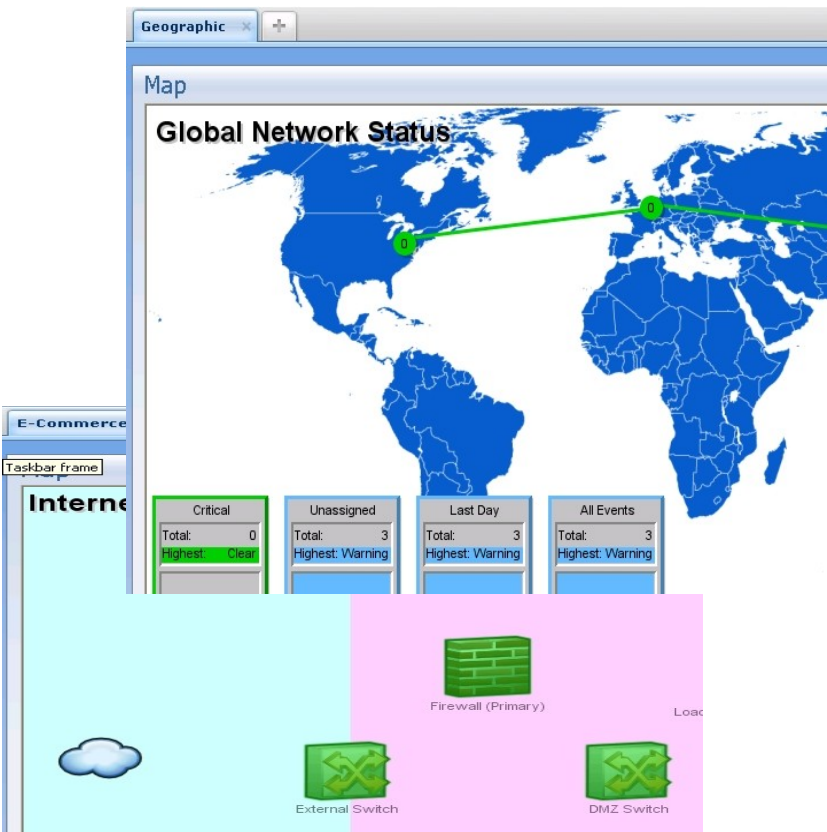 Geographic
Map
Global Network Status
0
0
E-Commerce
Taskbar frame
Interne
Critical
Total: 0
Highest: Clear
Unassigned
Total: 3
Highest: Warning
Last Day
Total: 3
Highest: Warning
All Events
Total: 3
Highest: Warning
Firewall (Primary)
Load
External Switch
DMZ Switch